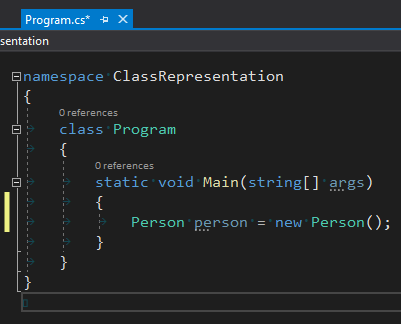 Program.cs*
sentation
namespace ClassRepresentation
{
0 references
class Program
{
0 references
static void Main(string[] args)
{
Person person = new Person();
}
}
}